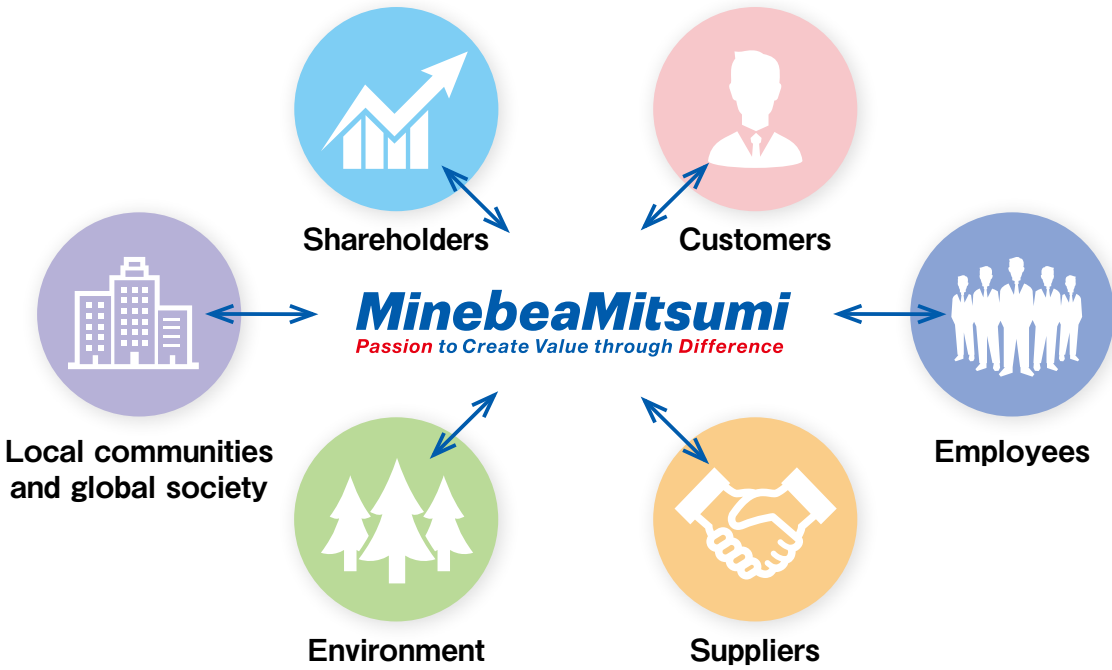 Shareholders
Customers
MinebeaMitsumi
Passion to Create Value through Difference
Local communities
and global society
Employees
Environment
Suppliers